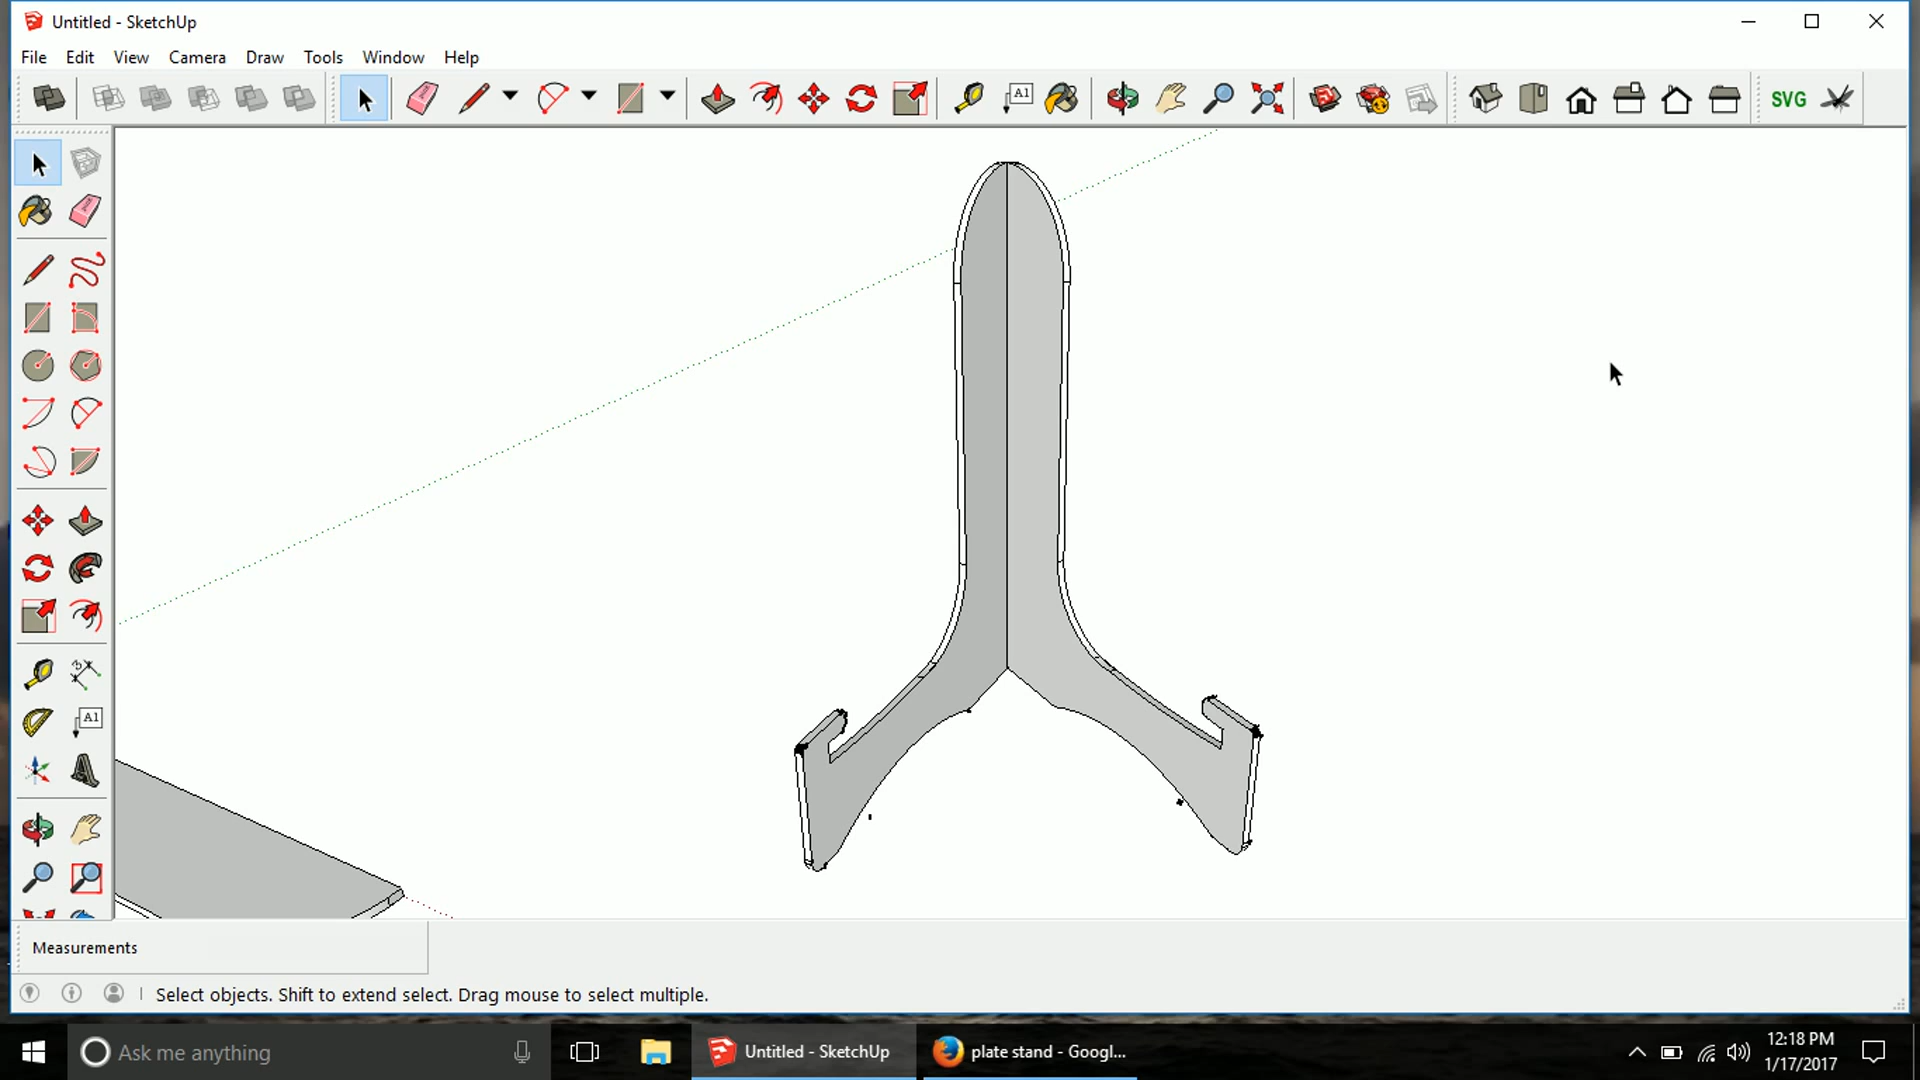 Untitled - SketchUp
File Edit View Camera Draw Tools Window Help
A1 SVG
A1
A
Measurements
Select objects. Shift to extend select. Drag mouse to select multiple.
Ask me anything
Untitled - SketchUp
plate stand - Googl...
12:18 PM
1/17/2017